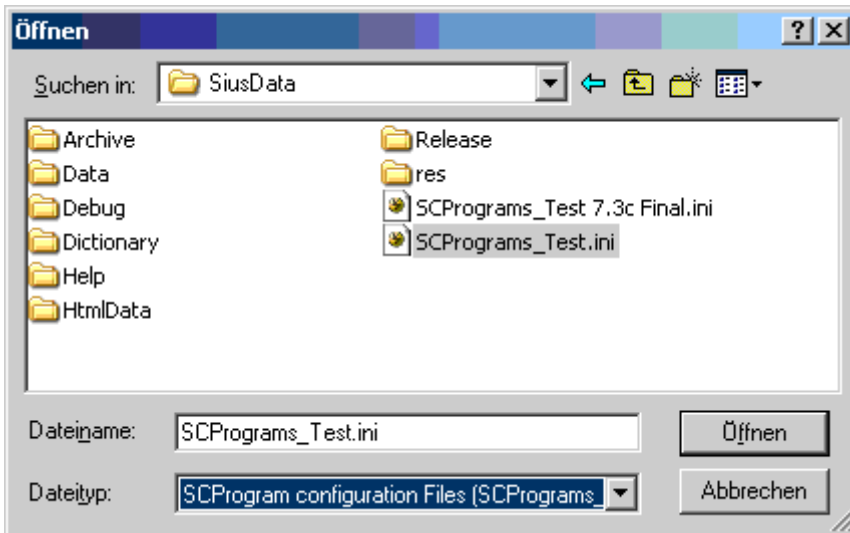 Öffnen
Suchen in: SiusData
Archive
Data
Debug
Dictionary
Help
HtmlData
Release
res
SCPrograms_Test 7.3c Final.ini
SCPrograms_Test.ini
Dateiname: SCPrograms_Test.ini Öffnen
Dateityp: SCProgram configuration Files (SCPrograms_ Abbrechen